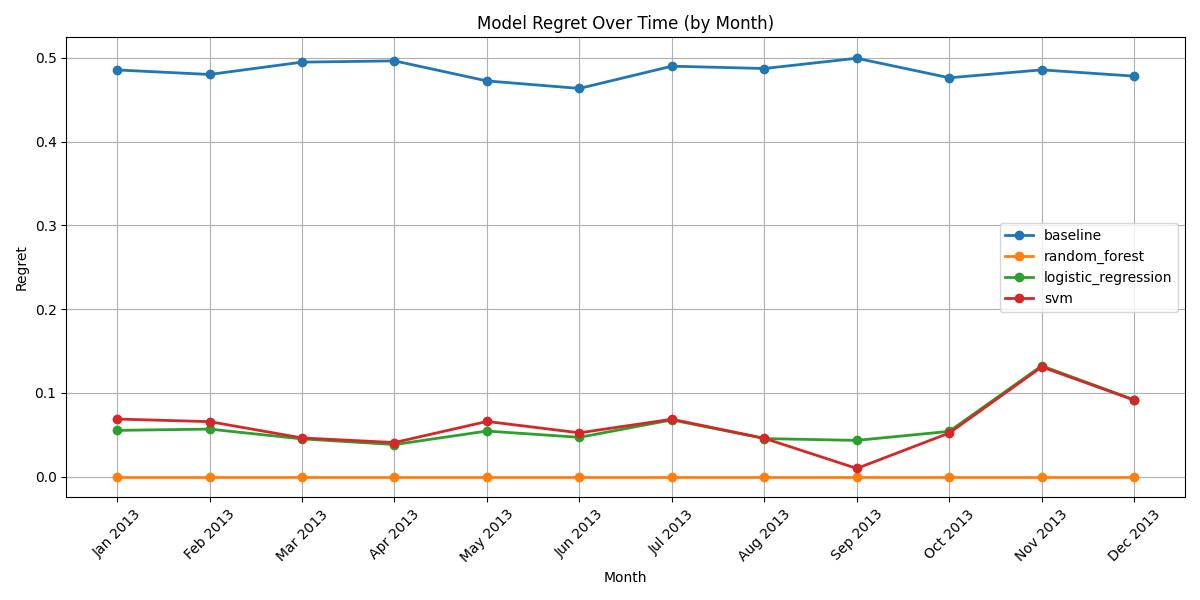 Model Regret Over Time (by Month)
Regret
0.5
0.4
0.3
0.2
0.1
0.0
baseline
random_forest
logistic_regression
svm
Jan 2013
Feb 2013
Mar 2013
Apr 2013
May 2013
Jun 2013
Jul 2013
Aug 2013
Sep 2013
Oct 2013
Nov 2013
Dec 2013
Month